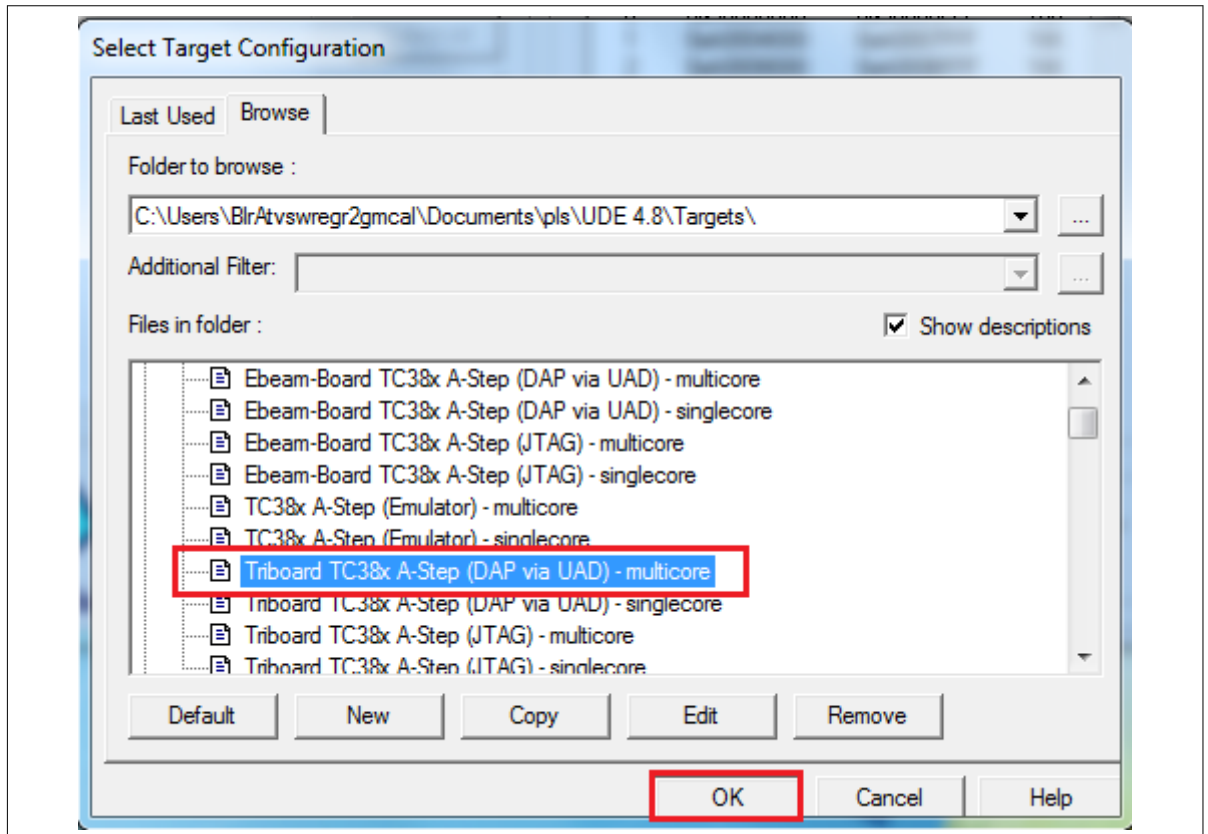 Select Target Configuration
Last Used Browse
Folder to browse :
C:\Users\BlrAtvswregr2gmcal\Documents\pls\UDE 4.8\Targets\ ...
Additional Filter: ...
Files in folder : Show descriptions
Ebeam-Board TC38x A-Step (DAP via UAD) - multicore
Ebeam-Board TC38x A-Step (DAP via UAD) - singlecore
Ebeam-Board TC38x A-Step (JTAG) - multicore
Ebeam-Board TC38x A-Step (JTAG) - singlecore
TC38x A-Step (Emulator) - multicore
TC38x A-Step (Emulator) - singlecore
Triboard TC38x A-Step (DAP via UAD) - multicore
Triboard TC38x A-Step (DAP via UAD) - singlecore
Triboard TC38x A-Step (JTAG) - multicore
Triboard TC38x A-Step (JTAG) - singlecore
Default New Copy Edit Remove
OK Cancel Help